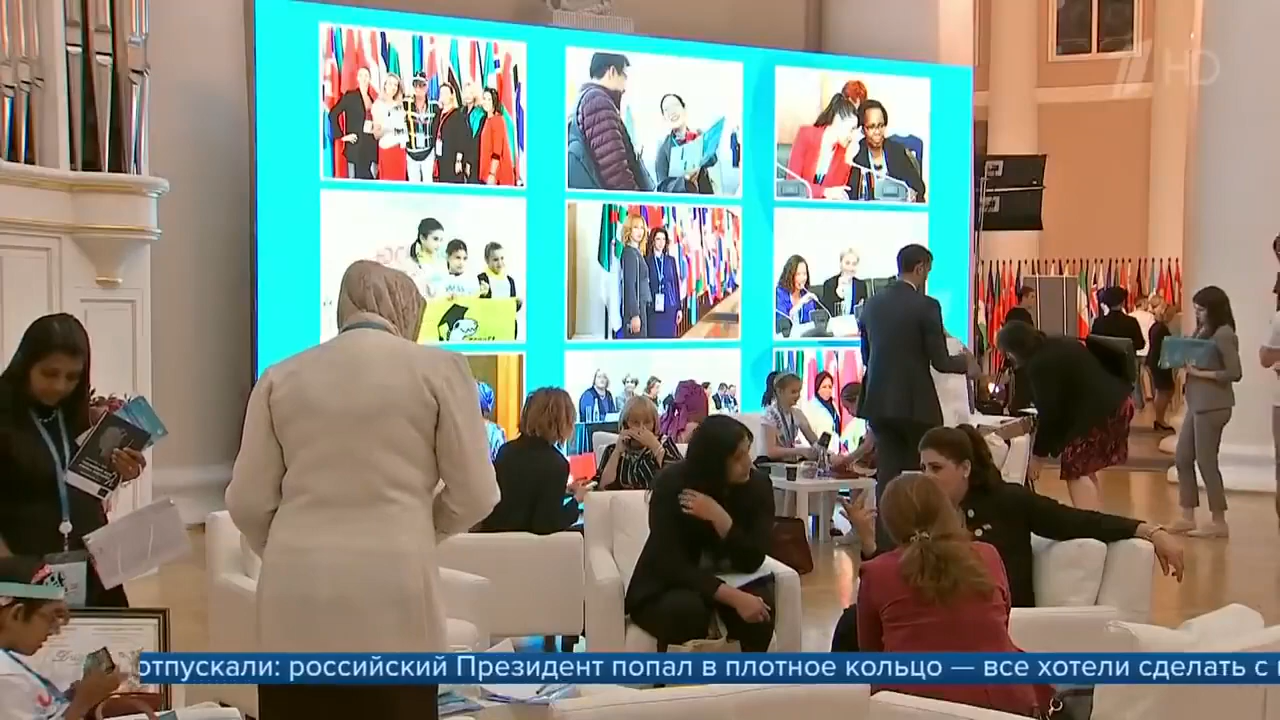 HD
отпускали: российский Президент попал в плотное кольцо — все хотели сделать с